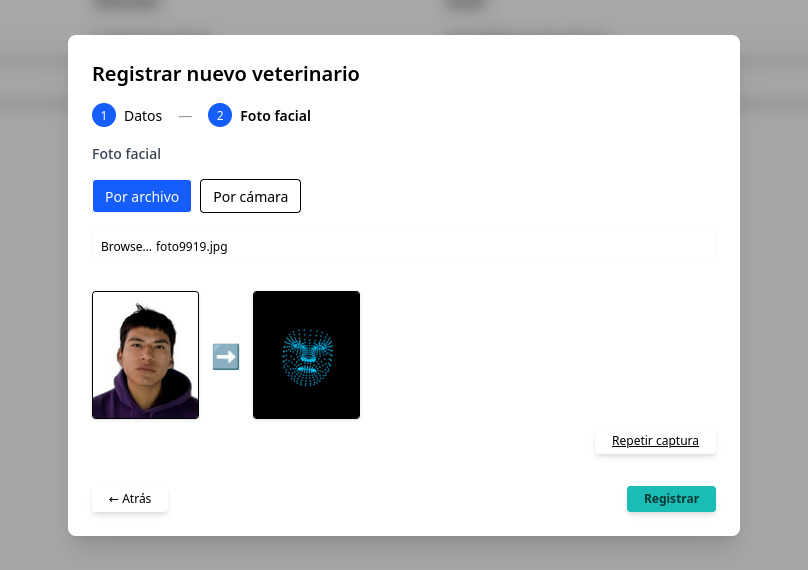 Registrar nuevo veterinario
1 Datos — 2 Foto facial
Foto facial
Por archivo Por cámara
Browse... foto9919.jpg
Repetir captura
← Atrás Registrar